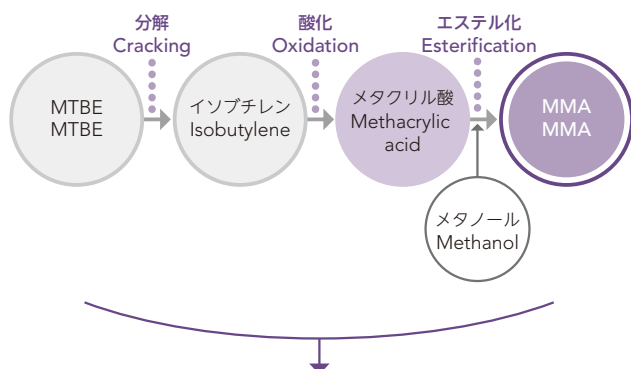 分解
Cracking
酸化
Oxidation
エステル化
Esterification
MTBE
MTBE
イソブチレン
Isobutylene
メタクリル酸
Methacrylic
acid
MMA
MMA
メタノール
Methanol